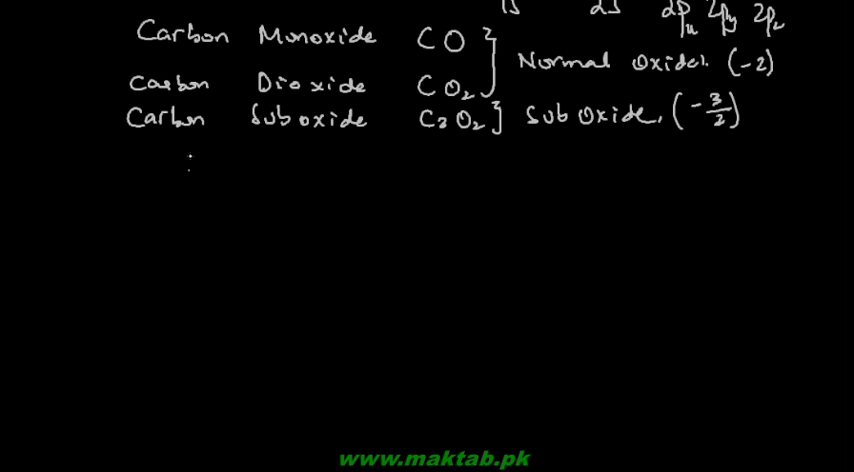 1s 2s 2px 2py 2pz
Carbon Monoxide CO
Normal Oxides. (-2)
Carbon Dioxide CO₂
Carbon Suboxide C₃O₂ Sub Oxide. (-3/2)
www.maktab.pk